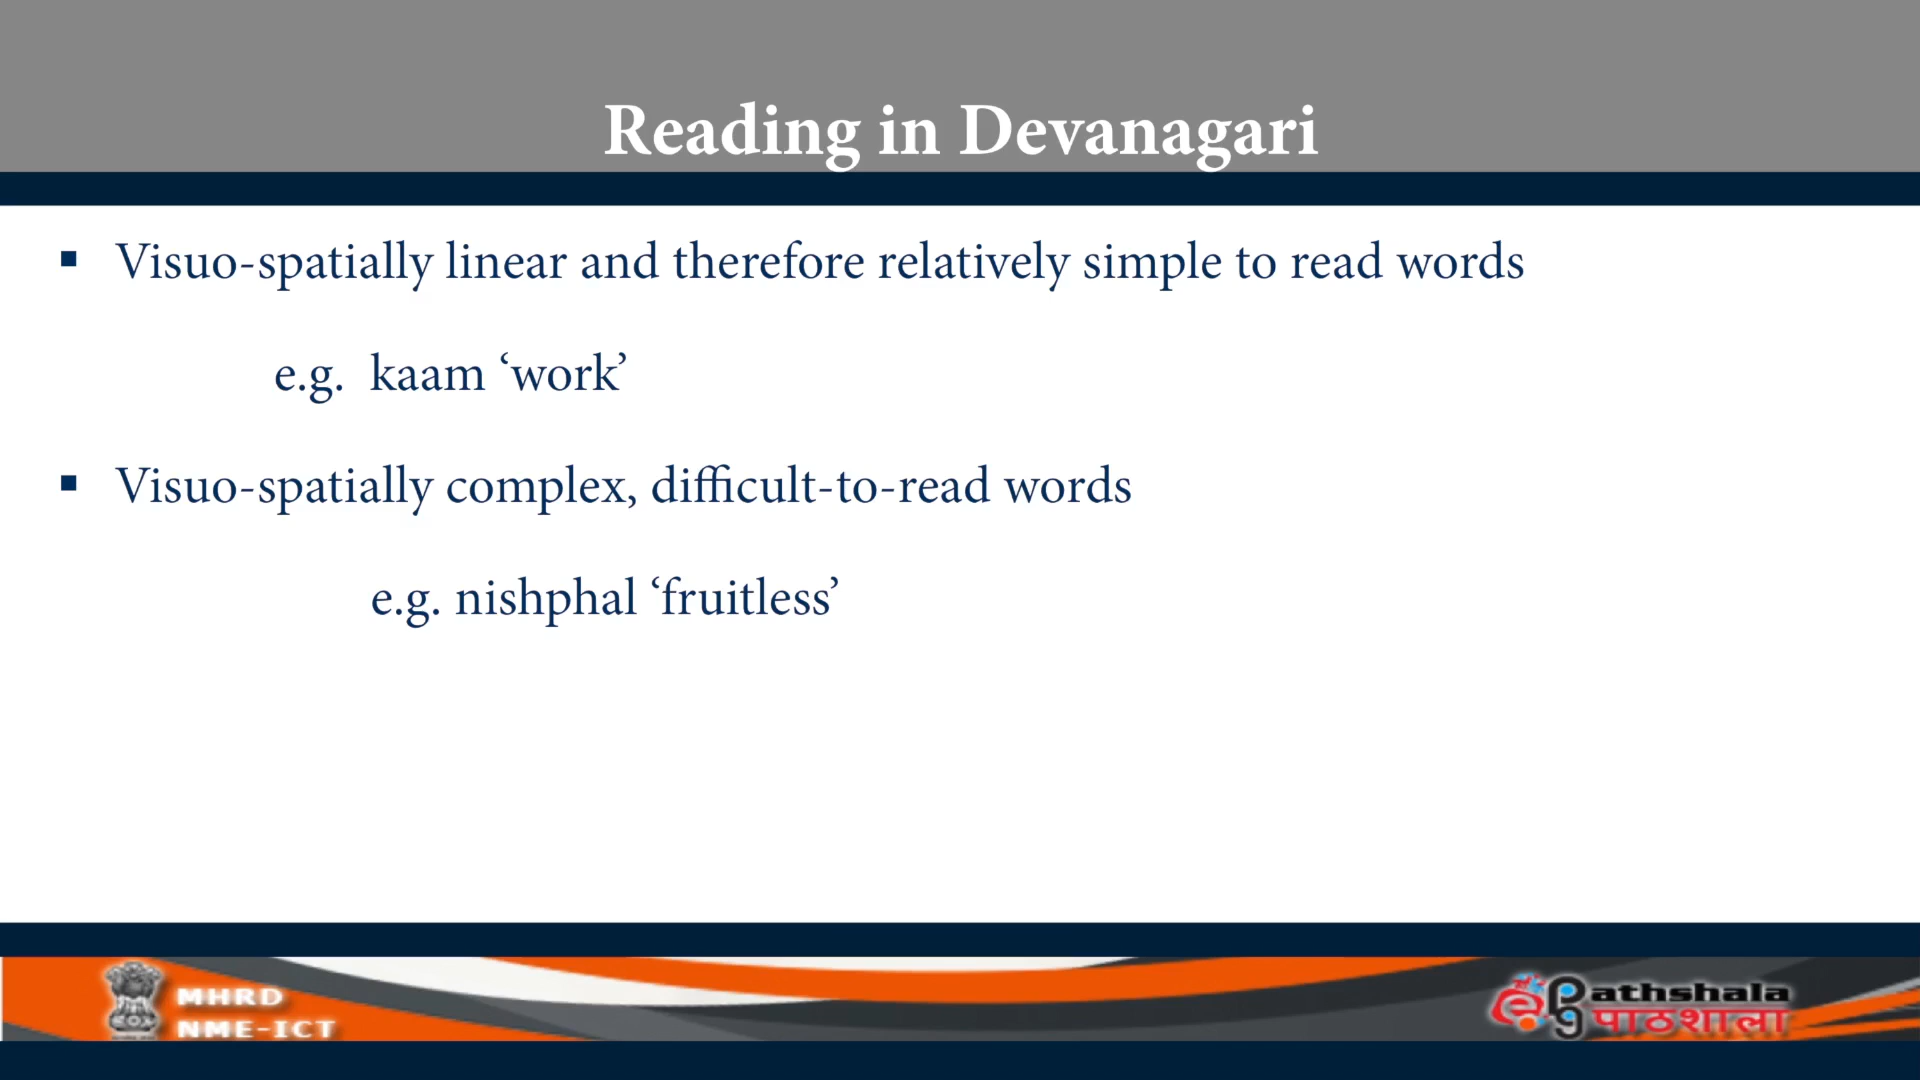 Reading in Devanagari
▪ Visuo-spatially linear and therefore relatively simple to read words
e.g. kaam ‘work’
▪ Visuo-spatially complex, difficult-to-read words
e.g. nishphal ‘fruitless’
MHRD
NME-ICT
e Pathshala
पाठशाला